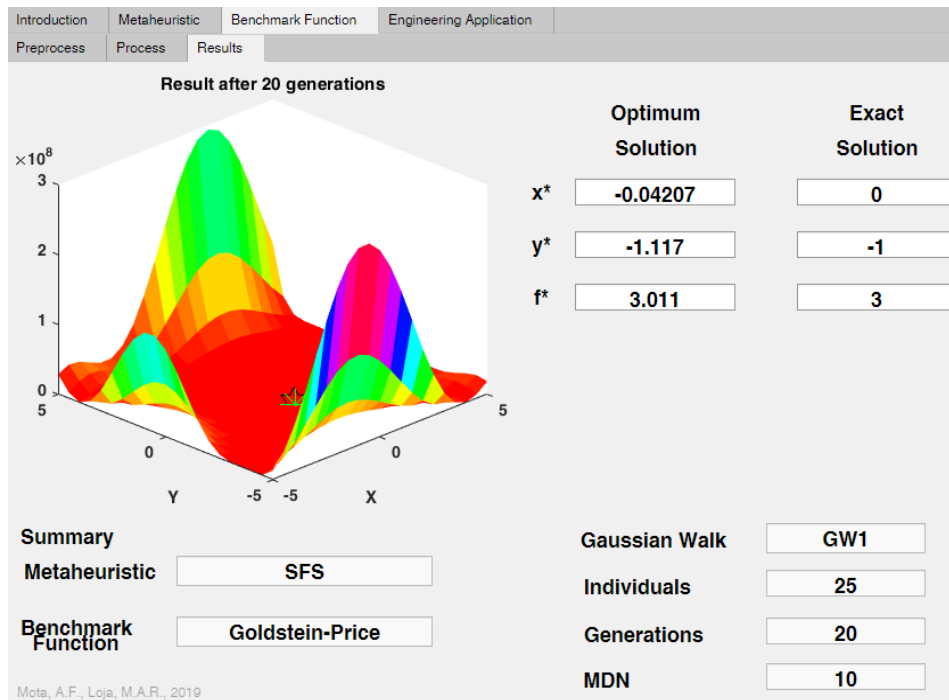 Introduction Metaheuristic Benchmark Function Engineering Application
Preprocess Process Results
Result after 20 generations
×10⁸
3
2
1
0
5
0
-5
Y
-5
0
5
X
Optimum Solution
Exact Solution
x* -0.04207 0
y* -1.117 -1
f* 3.011 3
Summary
Metaheuristic SFS
Benchmark Function Goldstein-Price
Gaussian Walk GW1
Individuals 25
Generations 20
MDN 10
Mota, A.F., Loja, M.A.R., 2019